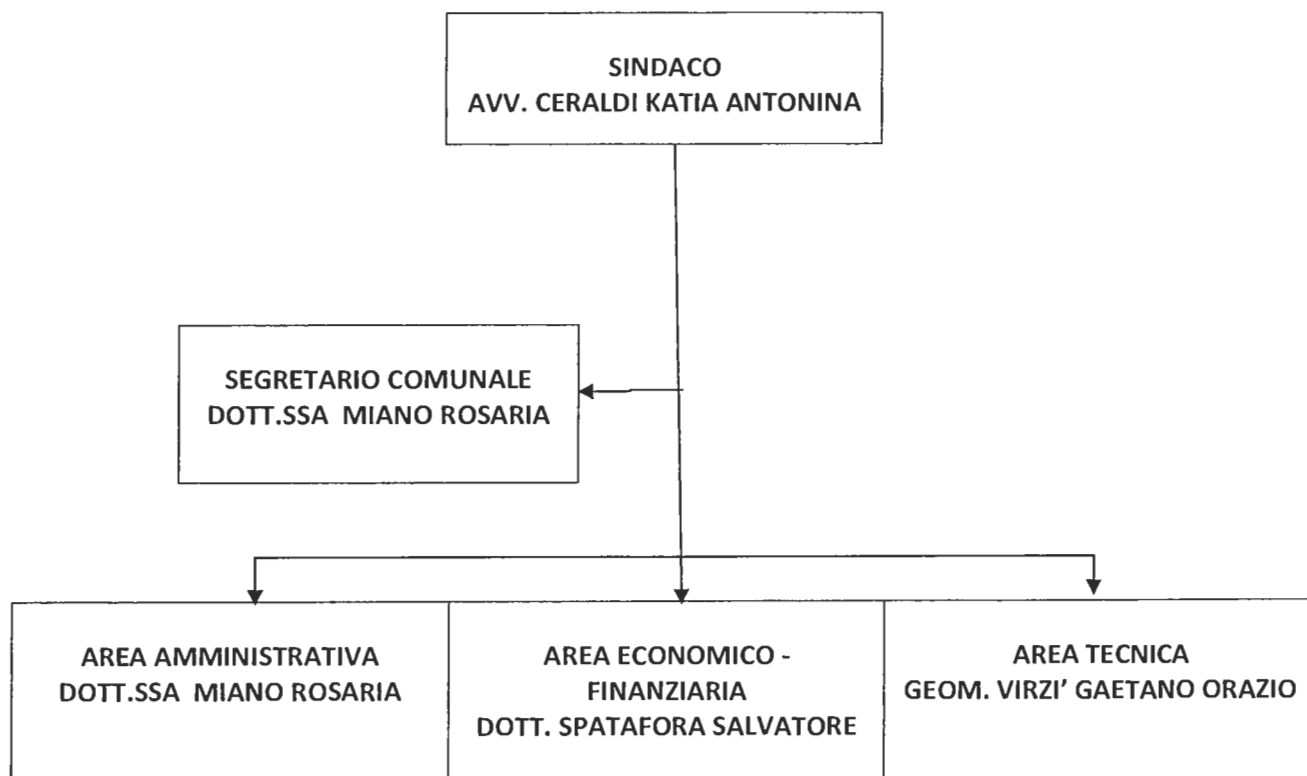 SINDACO
AVV. CERALDI KATIA ANTONINA
SEGRETARIO COMUNALE
DOTT.SSA MIANO ROSARIA
AREA AMMINISTRATIVA
DOTT.SSA MIANO ROSARIA
AREA ECONOMICO -
FINANZIARIA
DOTT. SPATAFORA SALVATORE
AREA TECNICA
GEOM. VIRZI’ GAETANO ORAZIO